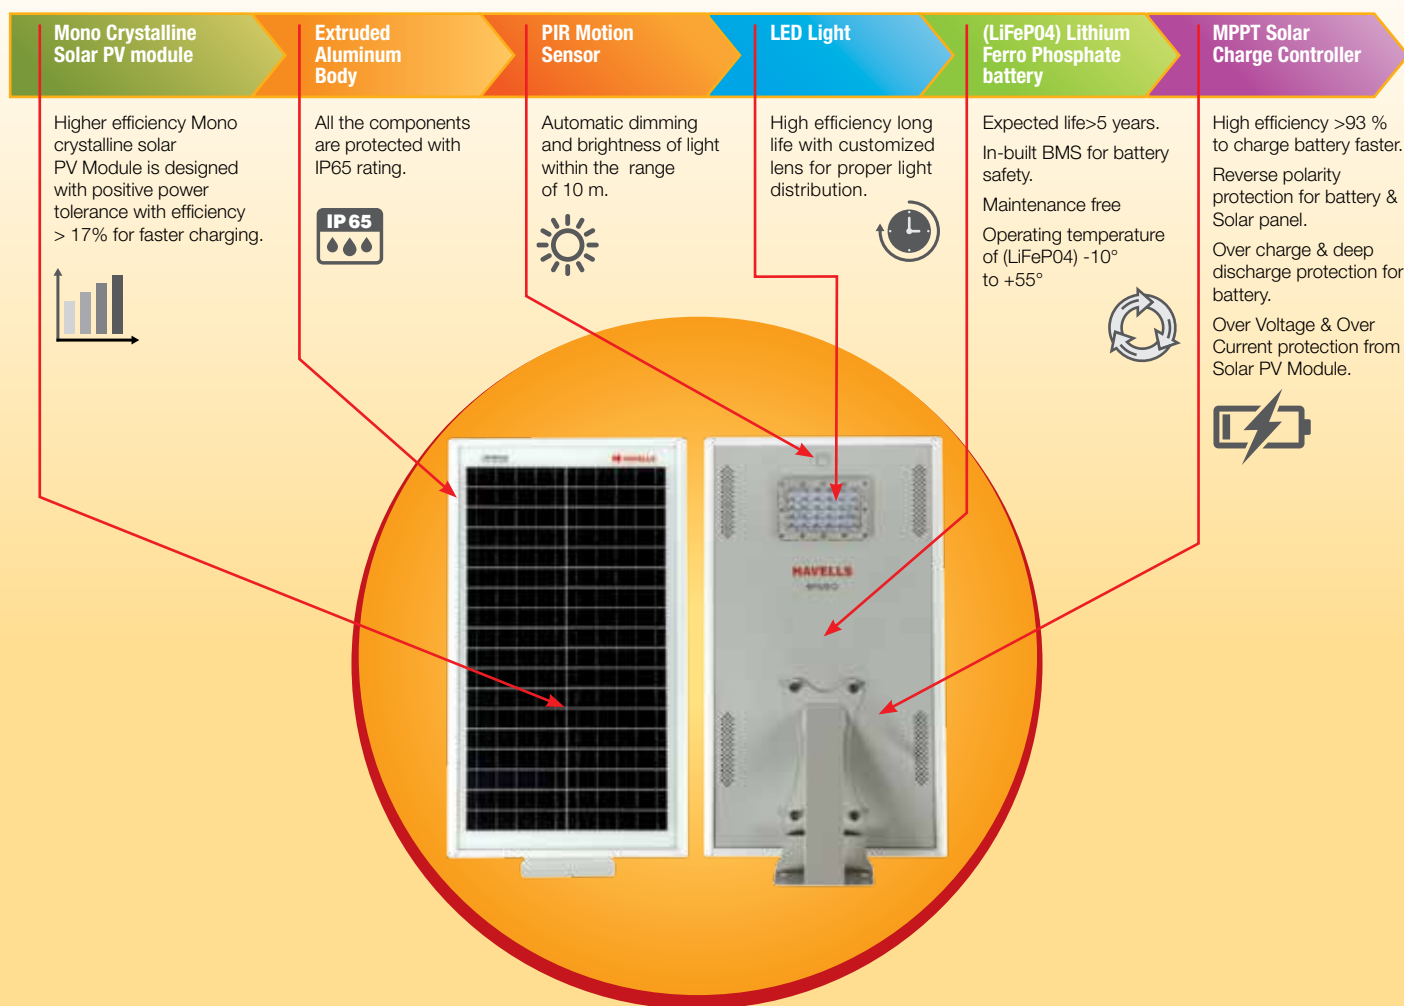 Mono Crystalline
Solar PV module
Higher efficiency Mono
crystalline solar
PV Module is designed
with positive power
tolerance with efficiency
> 17% for faster charging.
Extruded
Aluminum
Body
All the components
are protected with
IP65 rating.
IP 65
PIR Motion
Sensor
Automatic dimming
and brightness of light
within the range
of 10 m.
LED Light
High efficiency long
life with customized
lens for proper light
distribution.
(LiFeP04) Lithium
Ferro Phosphate
battery
Expected life>5 years.
In-built BMS for battery
safety.
Maintenance free
Operating temperature
of (LiFeP04) -10°
to +55°
MPPT Solar
Charge Controller
High efficiency >93 %
to charge battery faster.
Reverse polarity
protection for battery &
Solar panel.
Over charge & deep
discharge protection for
battery.
Over Voltage & Over
Current protection from
Solar PV Module.
HAVELLS
HAVELLS